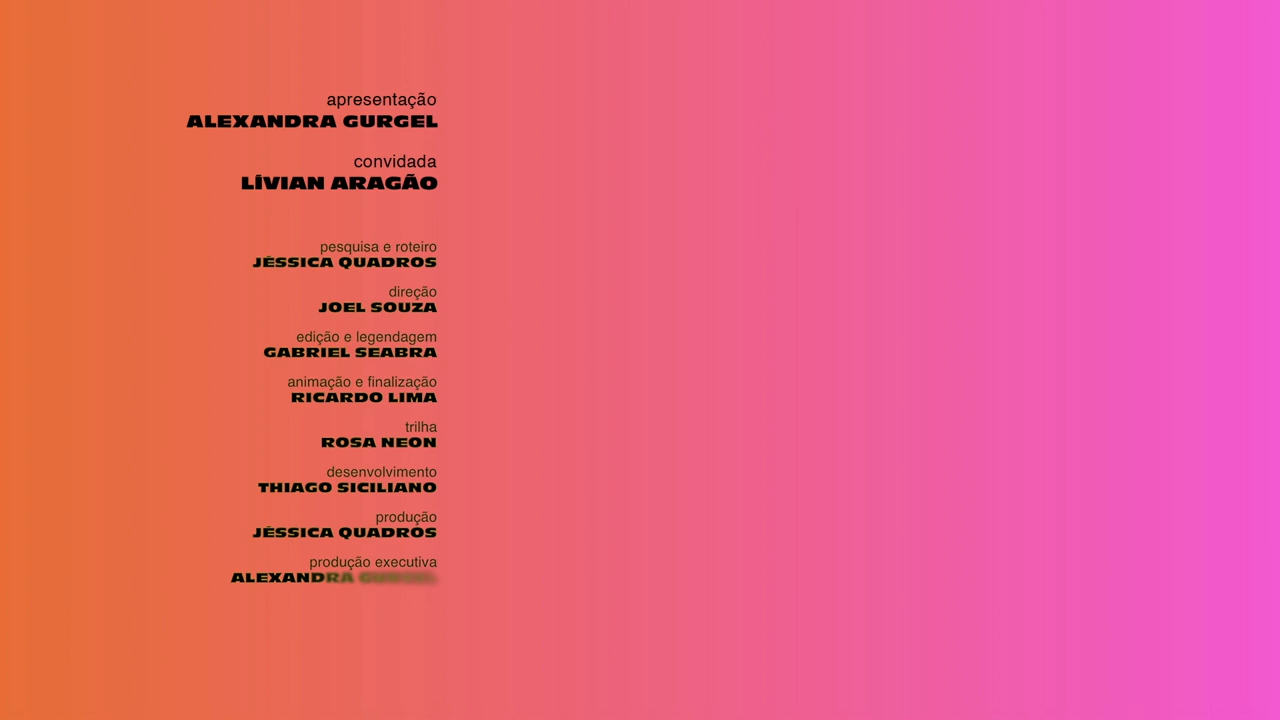 apresentação
ALEXANDRA GURGEL
convidada
LÍVIAN ARAGÃO
pesquisa e roteiro
JÉSSICA QUADROS
direção
JOEL SOUZA
edição e legendagem
GABRIEL SEABRA
animação e finalização
RICARDO LIMA
trilha
ROSA NEON
desenvolvimento
THIAGO SICILIANO
produção
JÉSSICA QUADROS
produção executiva
ALEXANDRA GURGEL